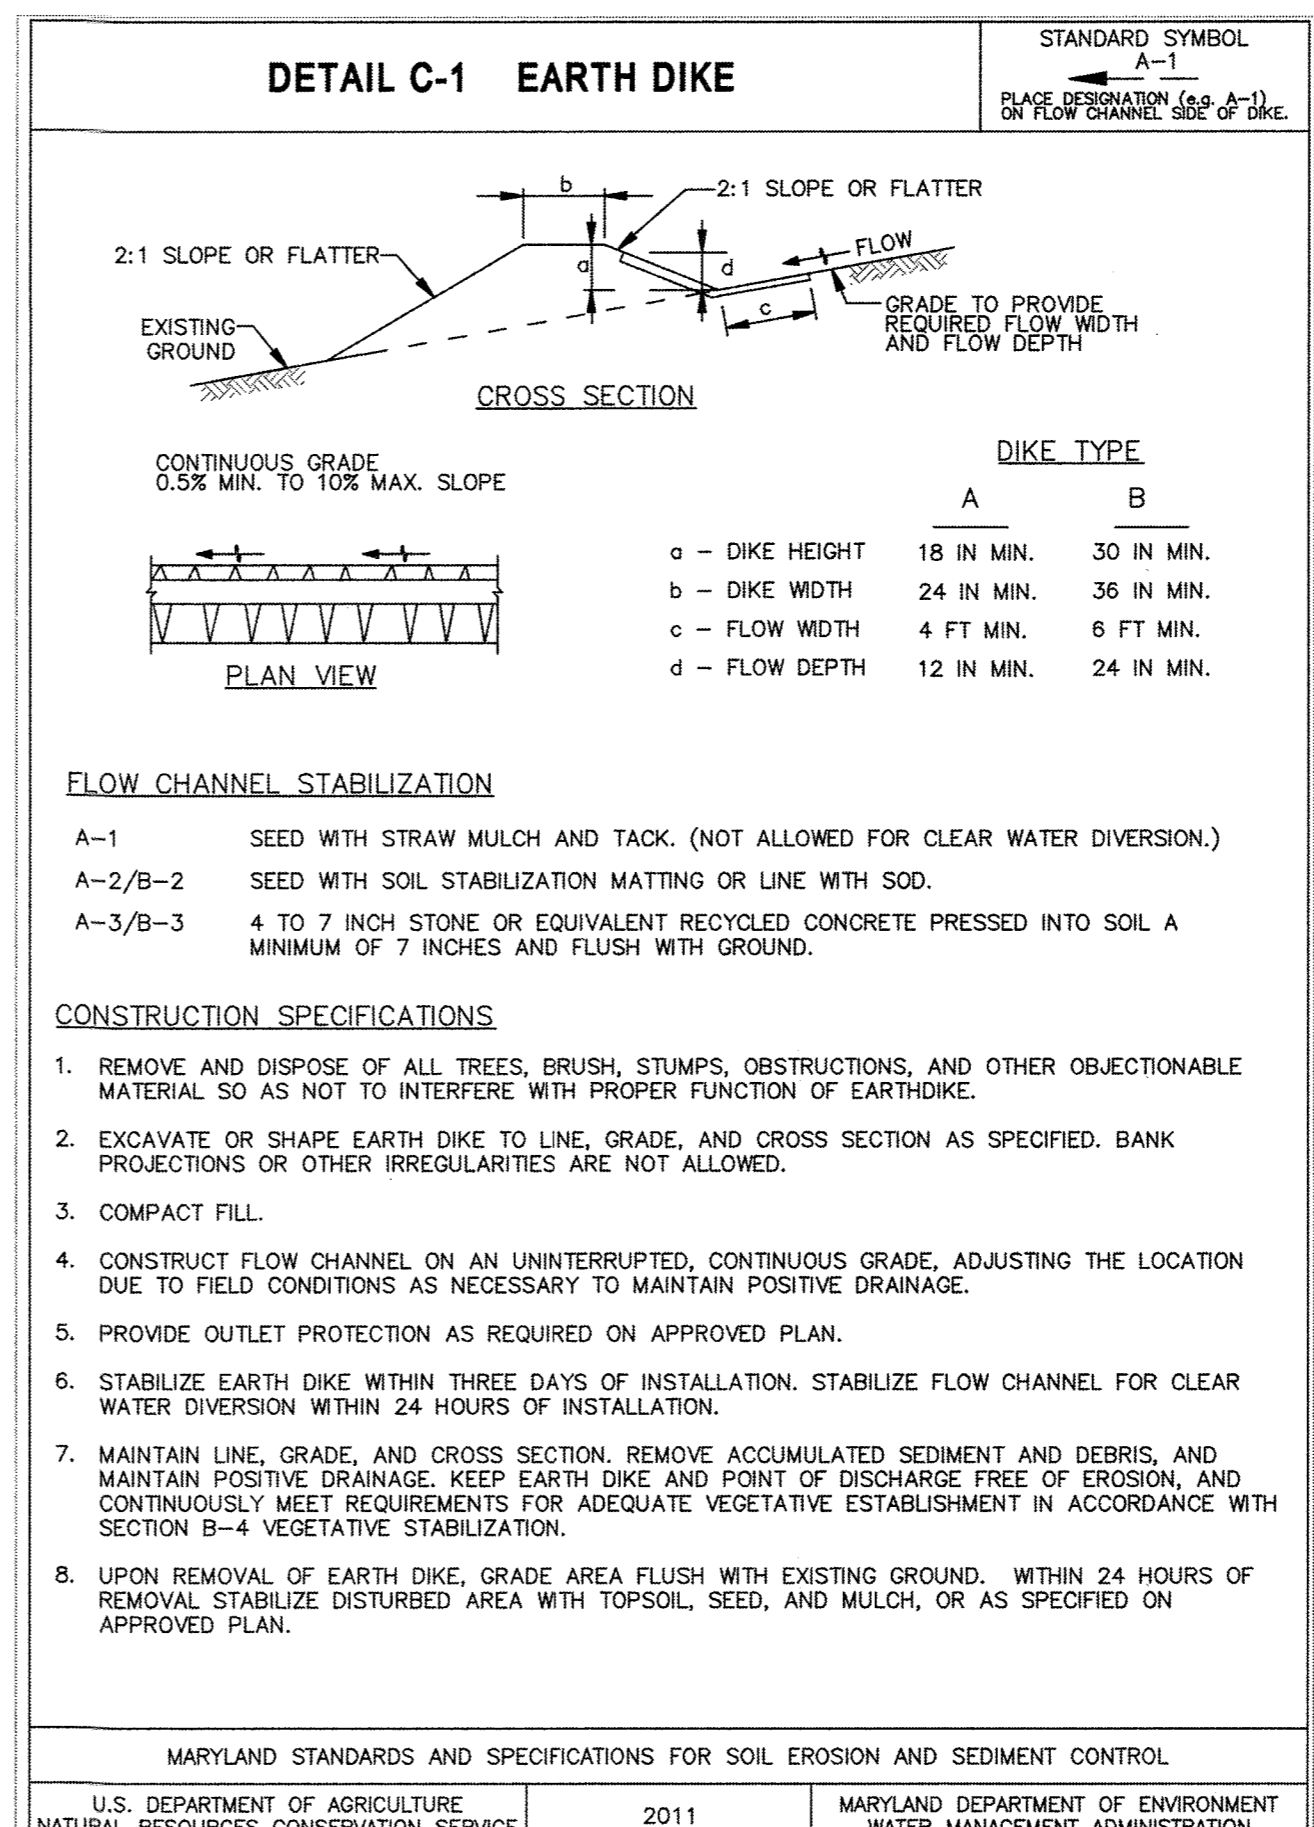 DETAIL C-1 EARTH DIKE
STANDARD SYMBOL
A-1
PLACE DESIGNATION (e.g. A-1)
ON FLOW CHANNEL SIDE OF DIKE.
b
2:1 SLOPE OR FLATTER
2:1 SLOPE OR FLATTER
a
d
FLOW
c
GRADE TO PROVIDE
REQUIRED FLOW WIDTH
AND FLOW DEPTH
EXISTING
GROUND
CROSS SECTION
CONTINUOUS GRADE
0.5% MIN. TO 10% MAX. SLOPE
PLAN VIEW
DIKE TYPE
A B
a - DIKE HEIGHT 18 IN MIN. 30 IN MIN.
b - DIKE WIDTH 24 IN MIN. 36 IN MIN.
c - FLOW WIDTH 4 FT MIN. 6 FT MIN.
d - FLOW DEPTH 12 IN MIN. 24 IN MIN.
FLOW CHANNEL STABILIZATION
A-1 SEED WITH STRAW MULCH AND TACK. (NOT ALLOWED FOR CLEAR WATER DIVERSION.)
A-2/B-2 SEED WITH SOIL STABILIZATION MATTING OR LINE WITH SOD.
A-3/B-3 4 TO 7 INCH STONE OR EQUIVALENT RECYCLED CONCRETE PRESSED INTO SOIL A
MINIMUM OF 7 INCHES AND FLUSH WITH GROUND.
CONSTRUCTION SPECIFICATIONS
1. REMOVE AND DISPOSE OF ALL TREES, BRUSH, STUMPS, OBSTRUCTIONS, AND OTHER OBJECTIONABLE
MATERIAL SO AS NOT TO INTERFERE WITH PROPER FUNCTION OF EARTHDIKE.
2. EXCAVATE OR SHAPE EARTH DIKE TO LINE, GRADE, AND CROSS SECTION AS SPECIFIED. BANK
PROJECTIONS OR OTHER IRREGULARITIES ARE NOT ALLOWED.
3. COMPACT FILL.
4. CONSTRUCT FLOW CHANNEL ON AN UNINTERRUPTED, CONTINUOUS GRADE, ADJUSTING THE LOCATION
DUE TO FIELD CONDITIONS AS NECESSARY TO MAINTAIN POSITIVE DRAINAGE.
5. PROVIDE OUTLET PROTECTION AS REQUIRED ON APPROVED PLAN.
6. STABILIZE EARTH DIKE WITHIN THREE DAYS OF INSTALLATION. STABILIZE FLOW CHANNEL FOR CLEAR
WATER DIVERSION WITHIN 24 HOURS OF INSTALLATION.
7. MAINTAIN LINE, GRADE, AND CROSS SECTION. REMOVE ACCUMULATED SEDIMENT AND DEBRIS, AND
MAINTAIN POSITIVE DRAINAGE. KEEP EARTH DIKE AND POINT OF DISCHARGE FREE OF EROSION, AND
CONTINUOUSLY MEET REQUIREMENTS FOR ADEQUATE VEGETATIVE ESTABLISHMENT IN ACCORDANCE WITH
SECTION B-4 VEGETATIVE STABILIZATION.
8. UPON REMOVAL OF EARTH DIKE, GRADE AREA FLUSH WITH EXISTING GROUND. WITHIN 24 HOURS OF
REMOVAL STABILIZE DISTURBED AREA WITH TOPSOIL, SEED, AND MULCH, OR AS SPECIFIED ON
APPROVED PLAN.
MARYLAND STANDARDS AND SPECIFICATIONS FOR SOIL EROSION AND SEDIMENT CONTROL
U.S. DEPARTMENT OF AGRICULTURE
NATURAL RESOURCES CONSERVATION SERVICE
2011
MARYLAND DEPARTMENT OF ENVIRONMENT
WATER MANAGEMENT ADMINISTRATION